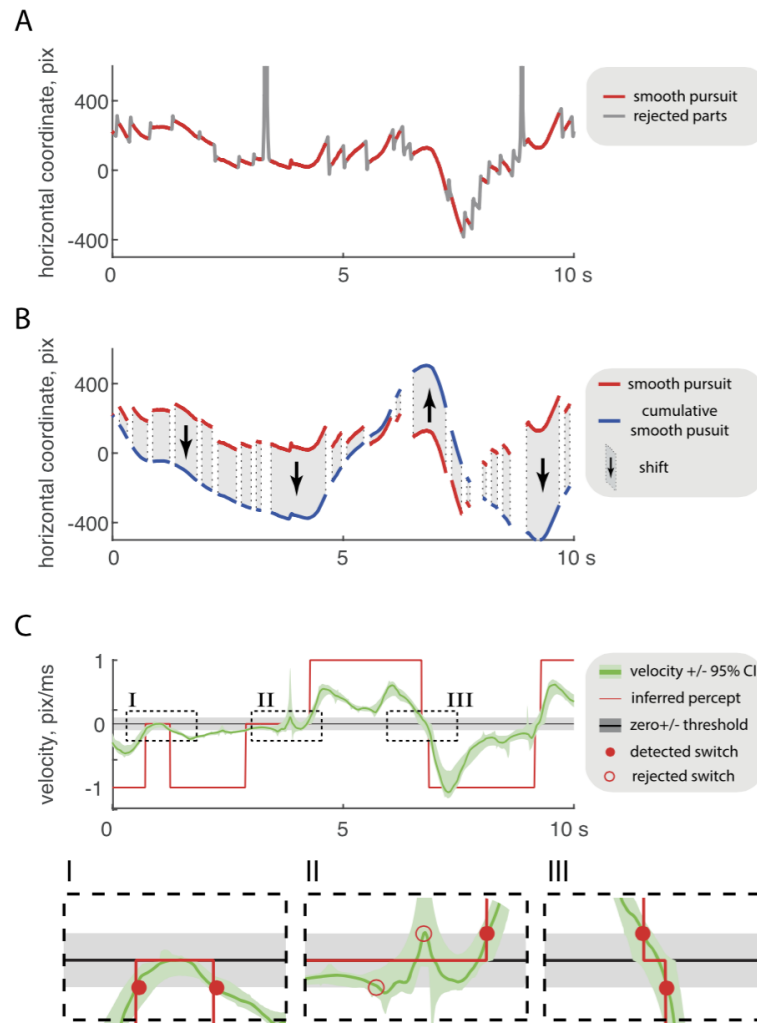 A
horizontal coordinate, pix
400
0
-400
0
5
10 s
smooth pursuit
rejected parts
B
horizontal coordinate, pix
400
0
-400
0
5
10 s
smooth pursuit
cumulative
smooth pusuit
shift
C
velocity, pix/ms
1
0
-1
0
5
10 s
I
II
III
velocity +/- 95% CI
inferred percept
zero+/- threshold
detected switch
rejected switch
I
II
III